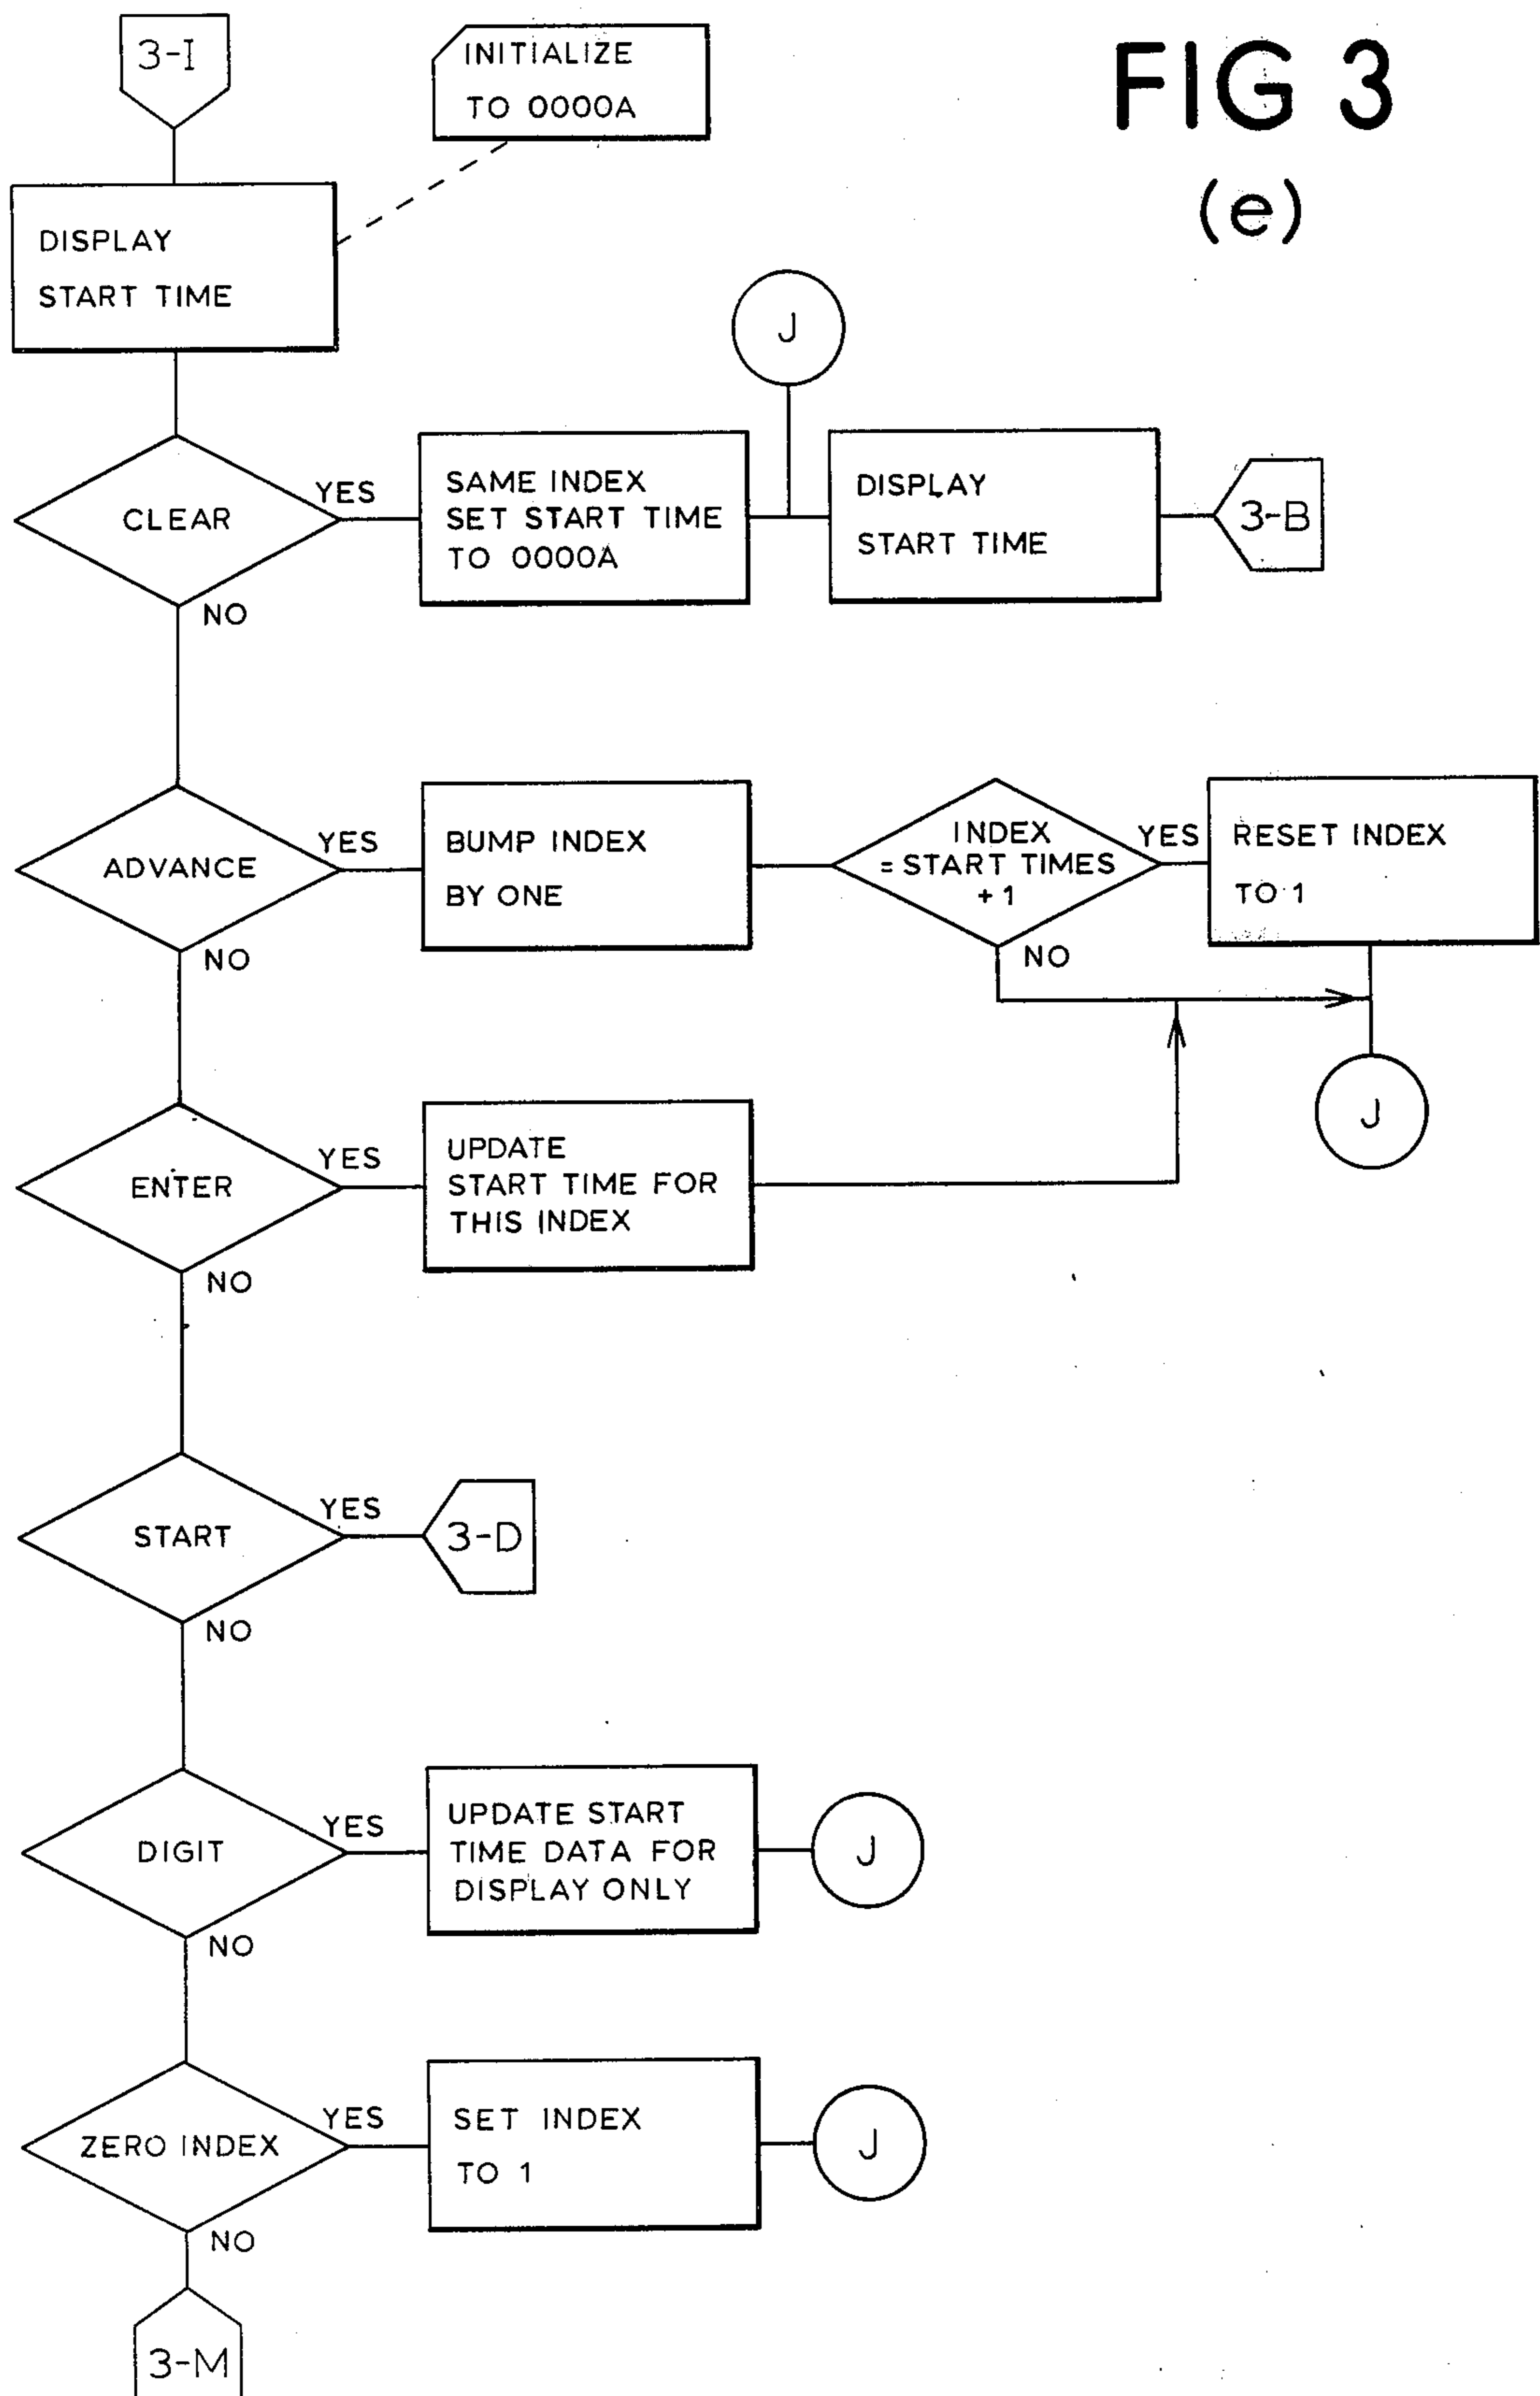 3-I
INITIALIZE
TO 0000A
FIG 3
(e)
DISPLAY
START TIME
J
CLEAR
YES
NO
SAME INDEX
SET START TIME
TO 0000A
DISPLAY
START TIME
3-B
ADVANCE
YES
NO
BUMP INDEX
BY ONE
INDEX
= START TIMES
+ 1
YES
NO
RESET INDEX
TO 1
J
ENTER
YES
NO
UPDATE
START TIME FOR
THIS INDEX
START
YES
NO
3-D
DIGIT
YES
NO
UPDATE START
TIME DATA FOR
DISPLAY ONLY
J
ZERO INDEX
YES
NO
SET INDEX
TO 1
J
3-M